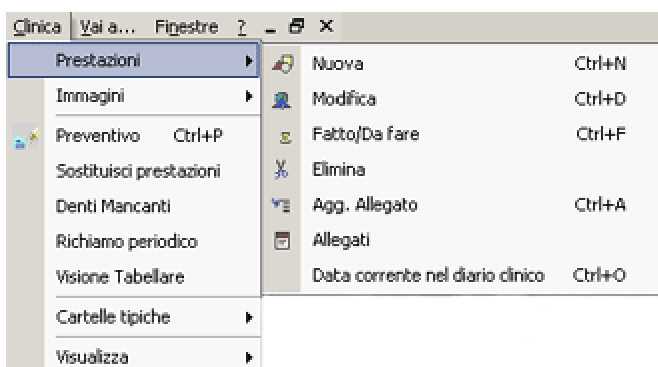 Clinica Vai a... Finestre ?
Prestazioni
Immagini
Preventivo Ctrl+P
Sostituisci prestazioni
Denti Mancanti
Richiamo periodico
Visione Tabellare
Cartelle tipiche
Visualizza
Nuova Ctrl+N
Modifica Ctrl+D
Fatto/Da fare Ctrl+F
Elimina
Agg. Allegato Ctrl+A
Allegati
Data corrente nel diario clinico Ctrl+O